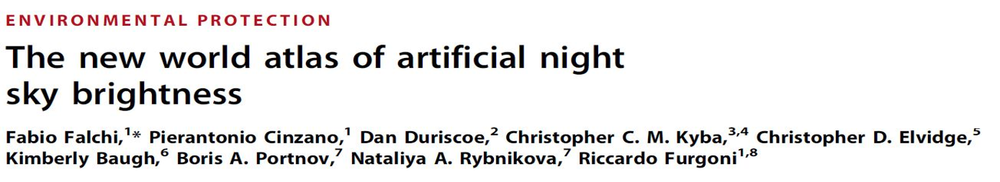 ENVIRONMENTAL PROTECTION
The new world atlas of artificial night
sky brightness
Fabio Falchi,¹* Pierantonio Cinzano,¹ Dan Duriscoe,² Christopher C. M. Kyba,³,⁴ Christopher D. Elvidge,⁵
Kimberly Baugh,⁶ Boris A. Portnov,⁷ Nataliya A. Rybnikova,⁷ Riccardo Furgoni¹,⁸